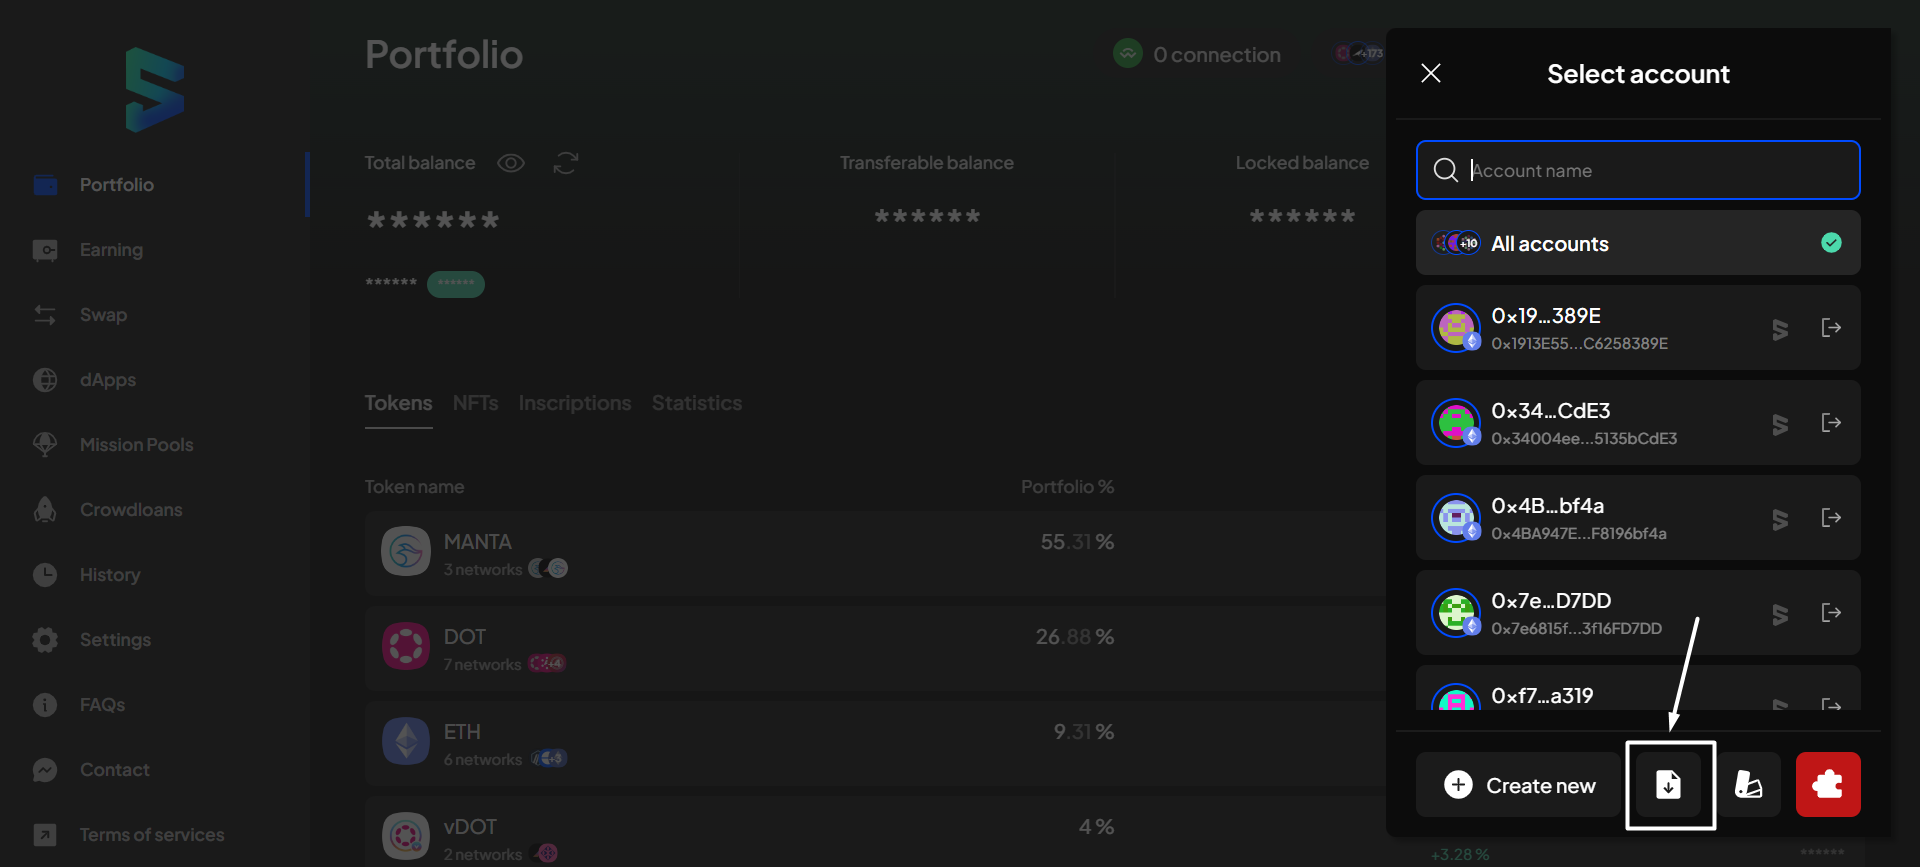 Portfolio
0 connection
+173
Total balance
Transferable balance
Locked balance
******
******
******
******
******
Portfolio
Earning
Swap
dApps
Mission Pools
Crowdloans
History
Settings
FAQs
Contact
Terms of services
Tokens
NFTs
Inscriptions
Statistics
Token name
Portfolio %
MANTA
55.31 %
3 networks
DOT
26.88 %
7 networks
+4
ETH
9.31 %
6 networks
+3
vDOT
4 %
2 networks
+3.28 %
******
Select account
Account name
+10
All accounts
0x19...389E
0x1913E55...C6258389E
0x34...CdE3
0x34004ee...5135bCdE3
0x4B...bf4a
0x4BA947E...F8196bf4a
0x7e...D7DD
0x7e6815f...3f16FD7DD
0xf7...a319
Create new